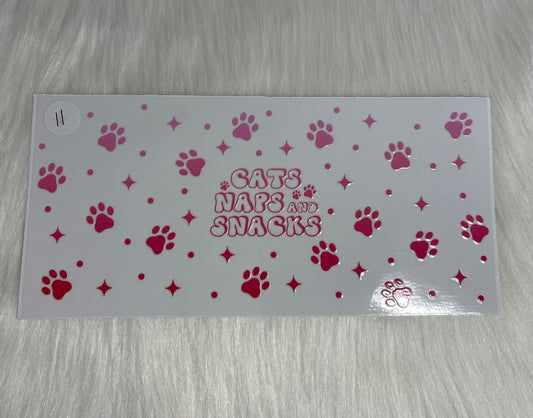 11
CATS
NAPS AND
SNACKS